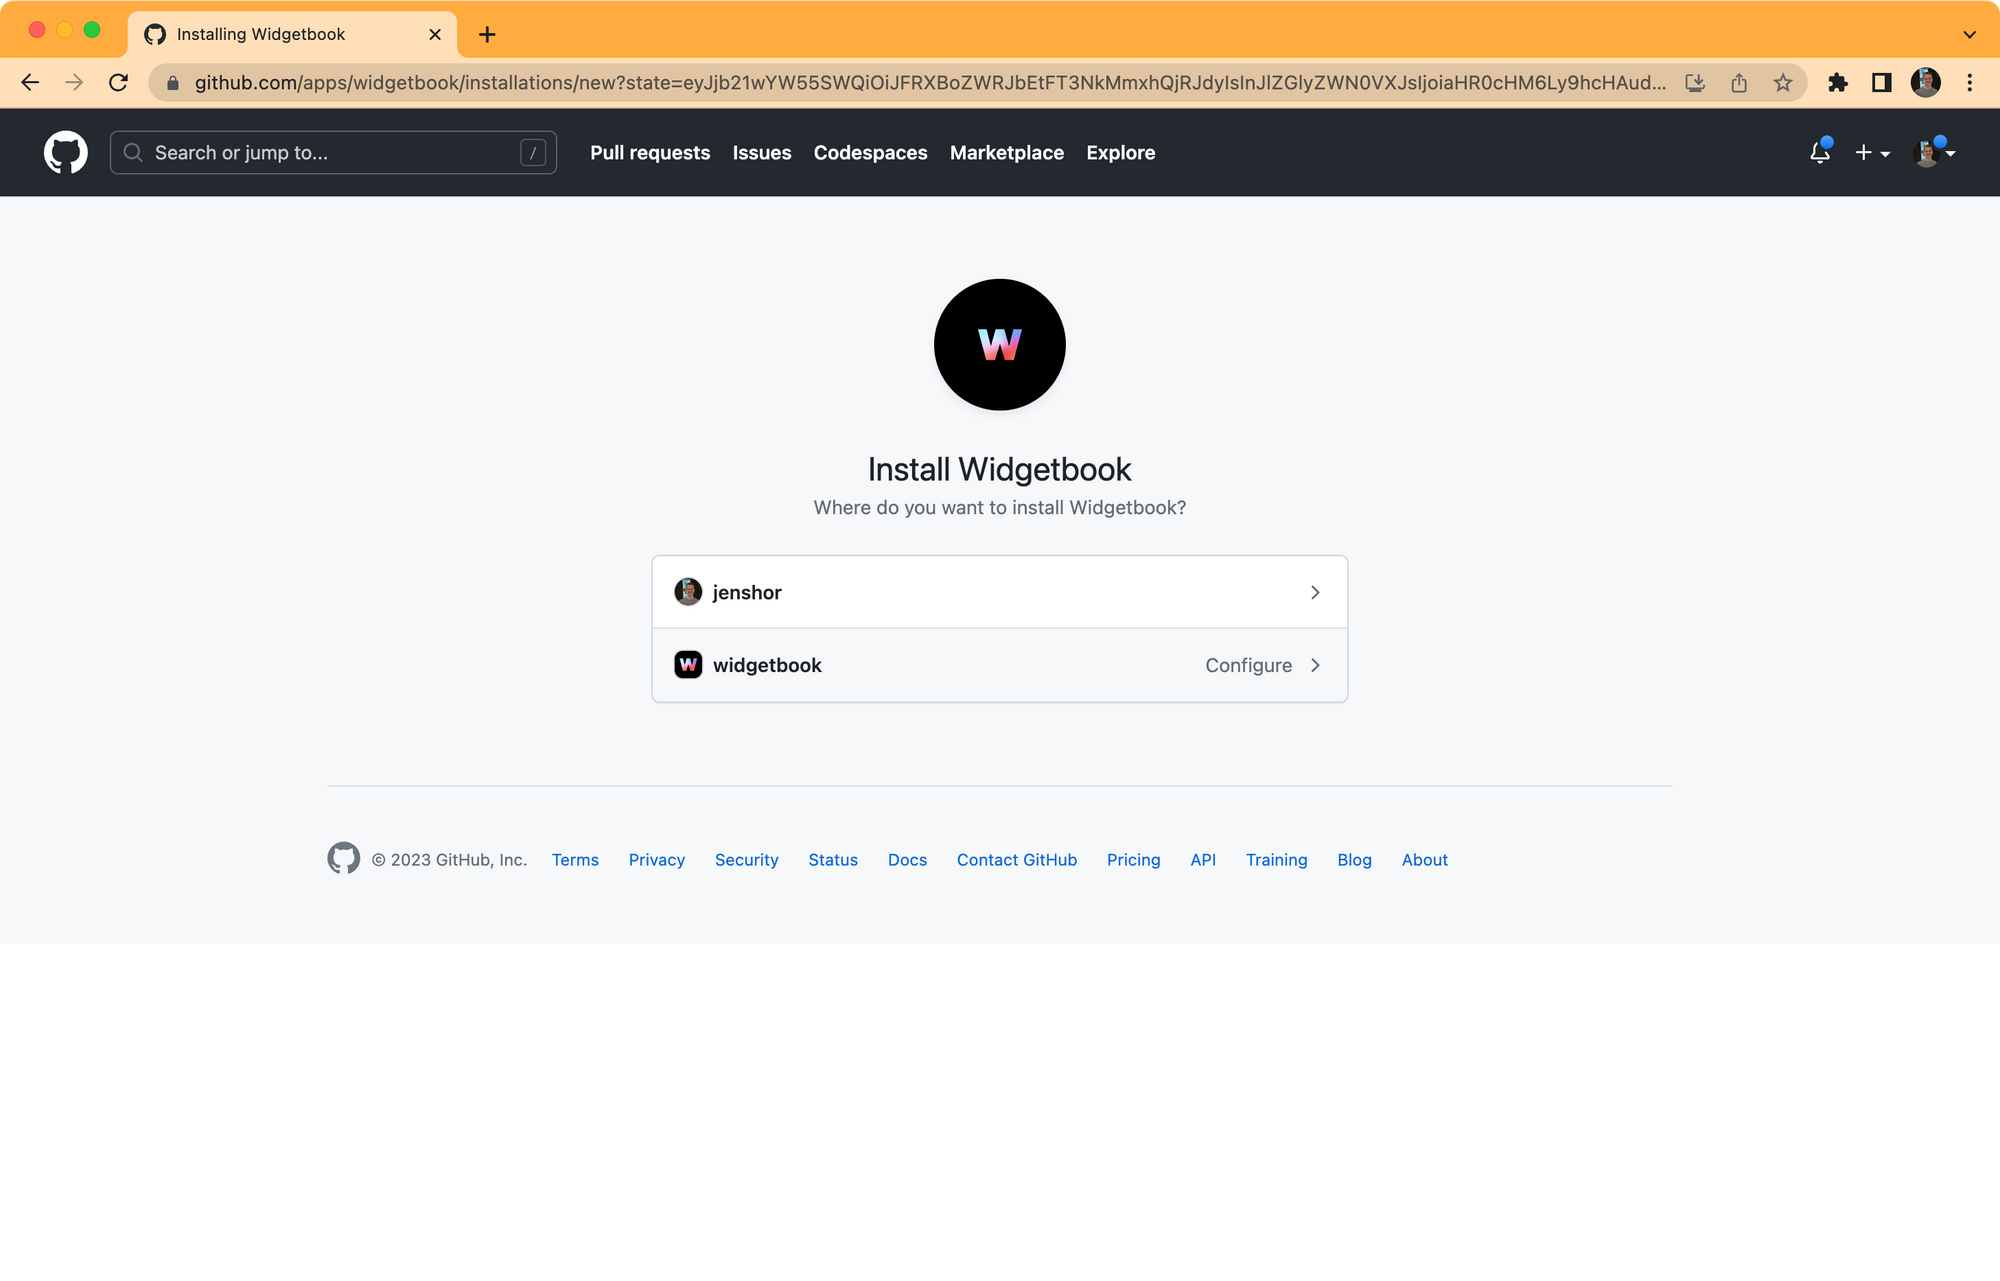 Installing Widgetbook
github.com/apps/widgetbook/installations/new?state=eyJjb21wYW55SWQiOiJFRXBoZWRJbEtFT3NkMmxhQjRJdyIsInJlZGlyZWN0VXJsIjoiaHR0cHM6Ly9hcHAud...
Search or jump to... / Pull requests Issues Codespaces Marketplace Explore
W
Install Widgetbook
Where do you want to install Widgetbook?
jenshor
W widgetbook Configure
© 2023 GitHub, Inc. Terms Privacy Security Status Docs Contact GitHub Pricing API Training Blog About